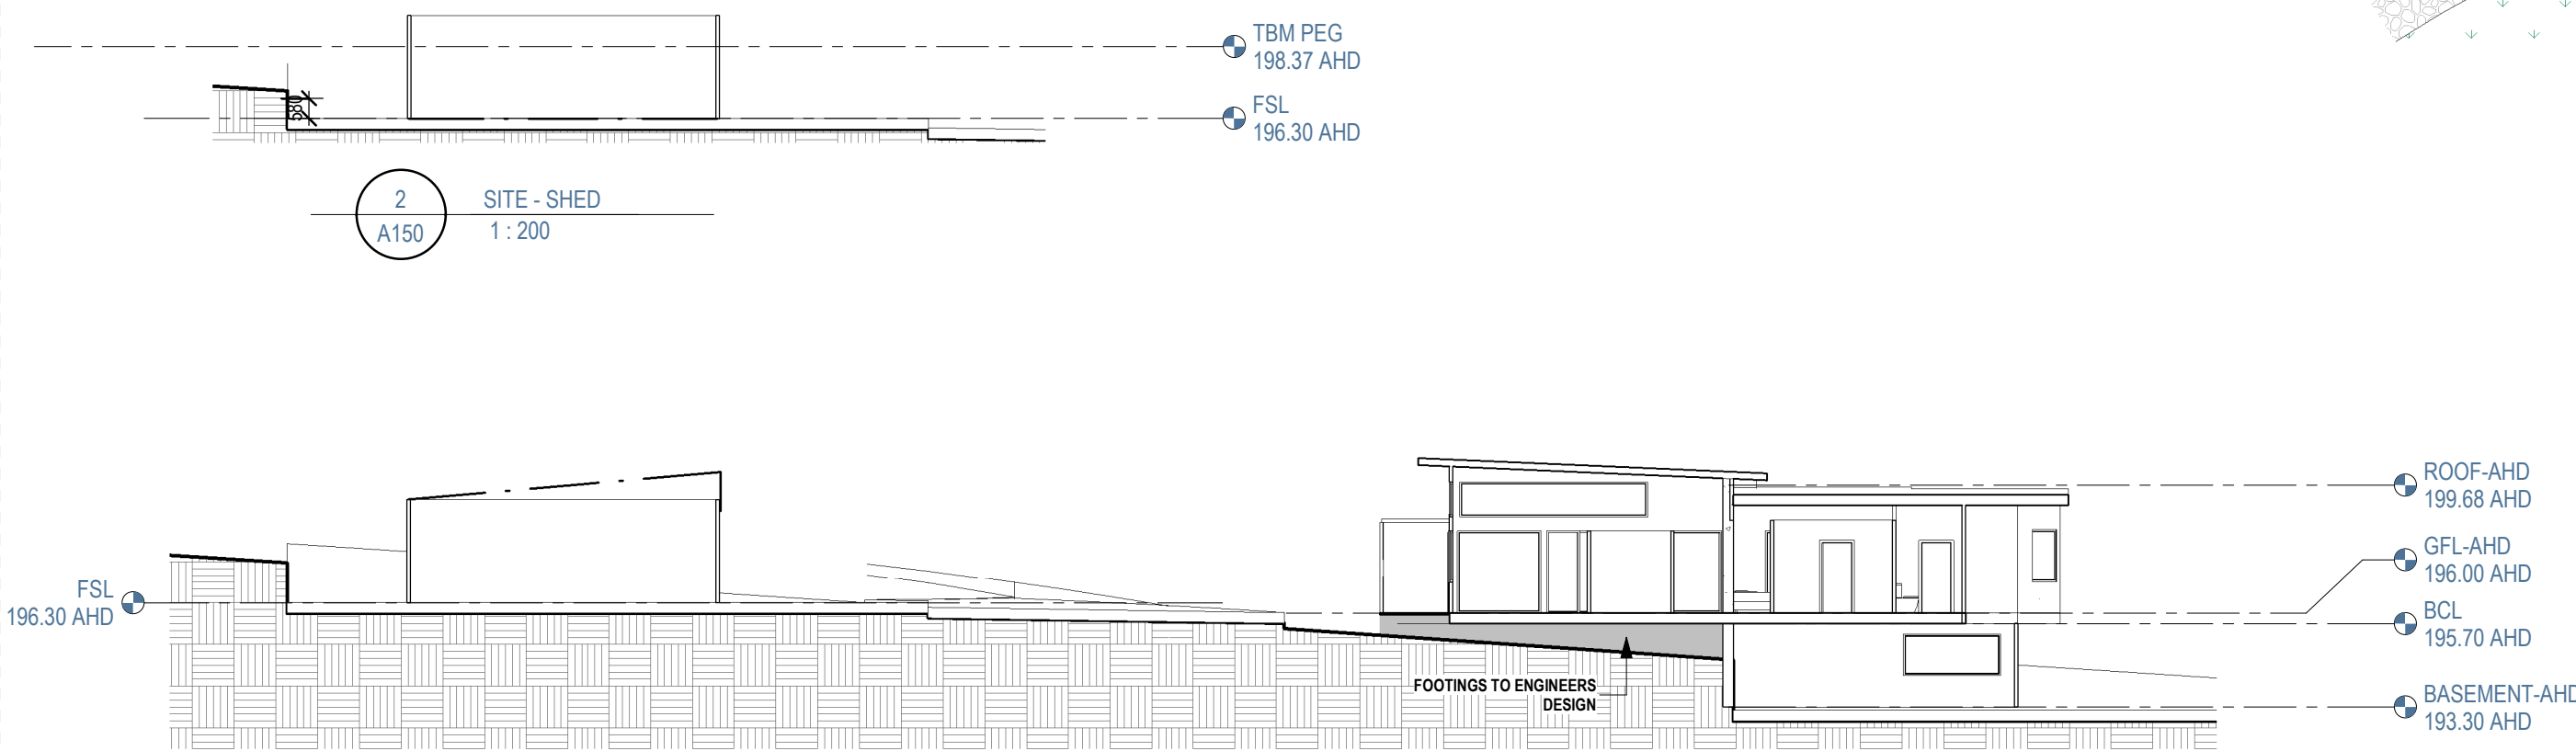 TBM PEG
198.37 AHD
FSL
196.30 AHD
580
2
A150
SITE - SHED
1 : 200
ROOF-AHD
199.68 AHD
GFL-AHD
196.00 AHD
FSL
196.30 AHD
BCL
195.70 AHD
FOOTINGS TO ENGINEERS
DESIGN
BASEMENT-AHD
193.30 AHD